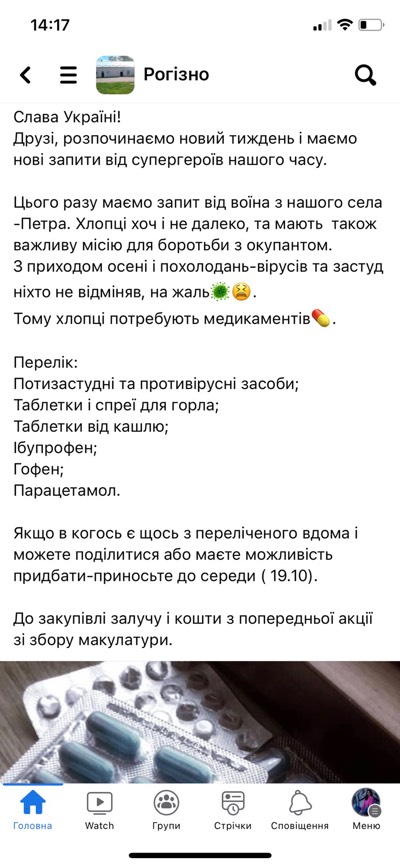 14:17
Рогізно
Слава Україні!
Друзі, розпочинаємо новий тиждень і маємо
нові запити від супергероїв нашого часу.
Цього разу маємо запит від воїна з нашого села
-Петра. Хлопці хоч і не далеко, та мають також
важливу місію для боротьби з окупантом.
З приходом осені і похолодань-вірусів та застуд
ніхто не відміняв, на жаль🦠😫.
Тому хлопці потребують медикаментів💊.
Перелік:
Потизастудні та противірусні засоби;
Таблетки і спреї для горла;
Таблетки від кашлю;
Ібупрофен;
Гофен;
Парацетамол.
Якщо в когось є щось з переліченого вдома і
можете поділитися або маєте можливість
придбати-приносьте до середи ( 19.10).
До закупівлі залучу і кошти з попередньої акції
зі збору макулатури.
Головна Watch Групи Стрічки Сповіщення Меню